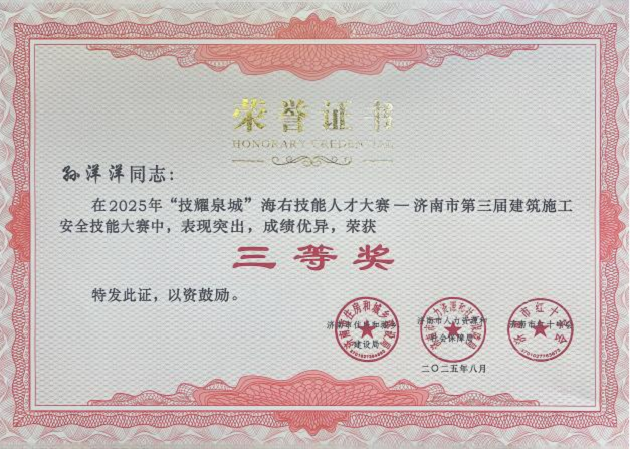 荣誉证书
HONORARY CREDENTIAL
孙洋洋同志：
在2025年“技耀泉城”海右技能人才大赛—济南市第三届建筑施工
安全技能大赛中，表现突出，成绩优异，荣获
三等奖
特发此证，以资鼓励。
济南市住房和城乡
建设局
济南市人力资源和
社会保障局
济南市红十字会
二〇二五年八月